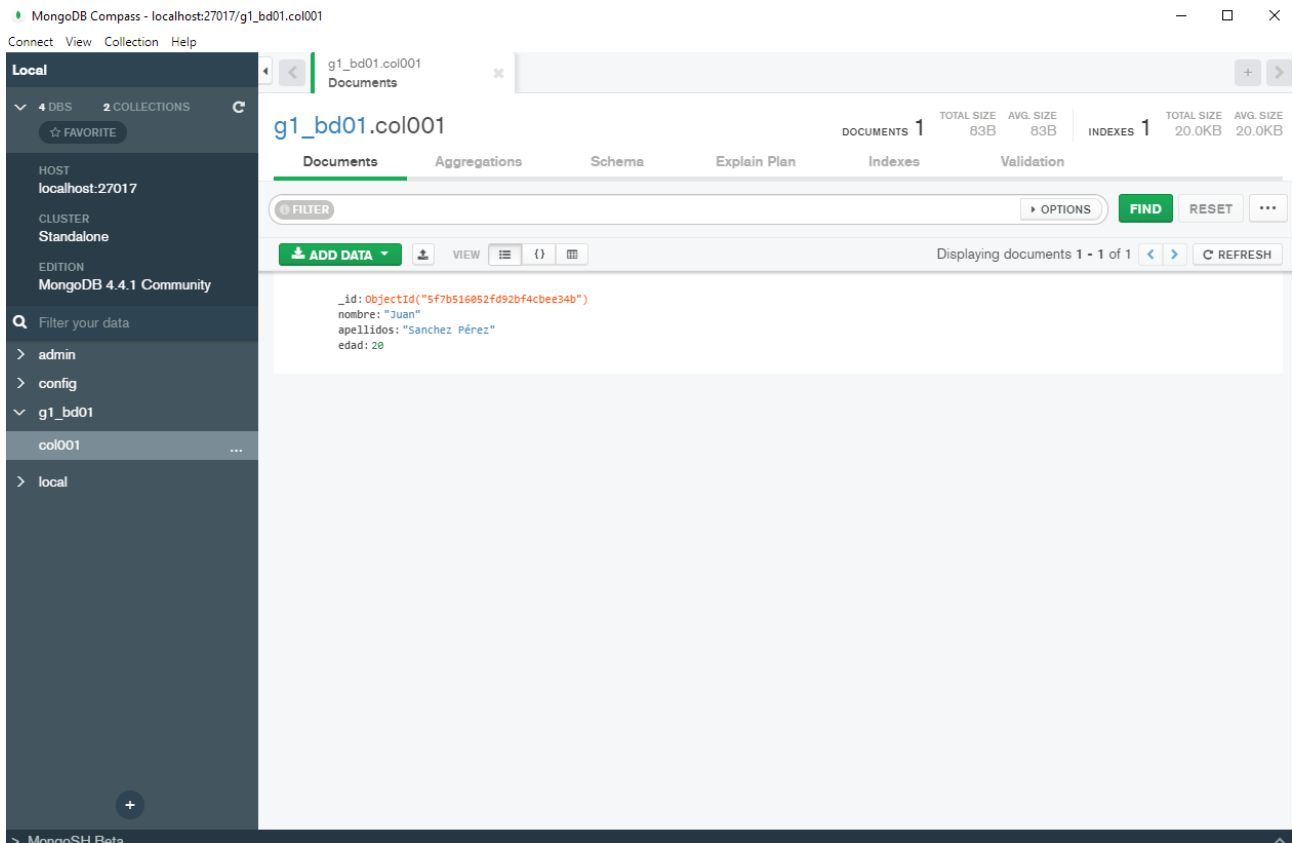 MongoDB Compass - localhost:27017/g1_bd01.col001
Connect View Collection Help
Local
4 DBS 2 COLLECTIONS
☆ FAVORITE
HOST
localhost:27017
CLUSTER
Standalone
EDITION
MongoDB 4.4.1 Community
Filter your data
admin
config
g1_bd01
col001 ...
local
+
g1_bd01.col001
Documents
g1_bd01.col001
DOCUMENTS 1
TOTAL SIZE AVG. SIZE
83B 83B
INDEXES 1
TOTAL SIZE AVG. SIZE
20.0KB 20.0KB
Documents Aggregations Schema Explain Plan Indexes Validation
FILTER
OPTIONS
FIND RESET ...
ADD DATA VIEW {}
Displaying documents 1 - 1 of 1 < > REFRESH
_id: ObjectId("5f7b516052fd92bf4cbee34b")
nombre: "Juan"
apellidos: "Sanchez Pérez"
edad: 20
> MongoSH Beta